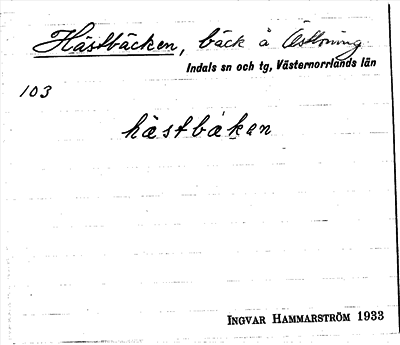 Hästbäcken, bäck å Östloning
Indals sn och tg, Västernorrlands län
103
hästbäken
INGVAR HAMMARSTRÖM 1933